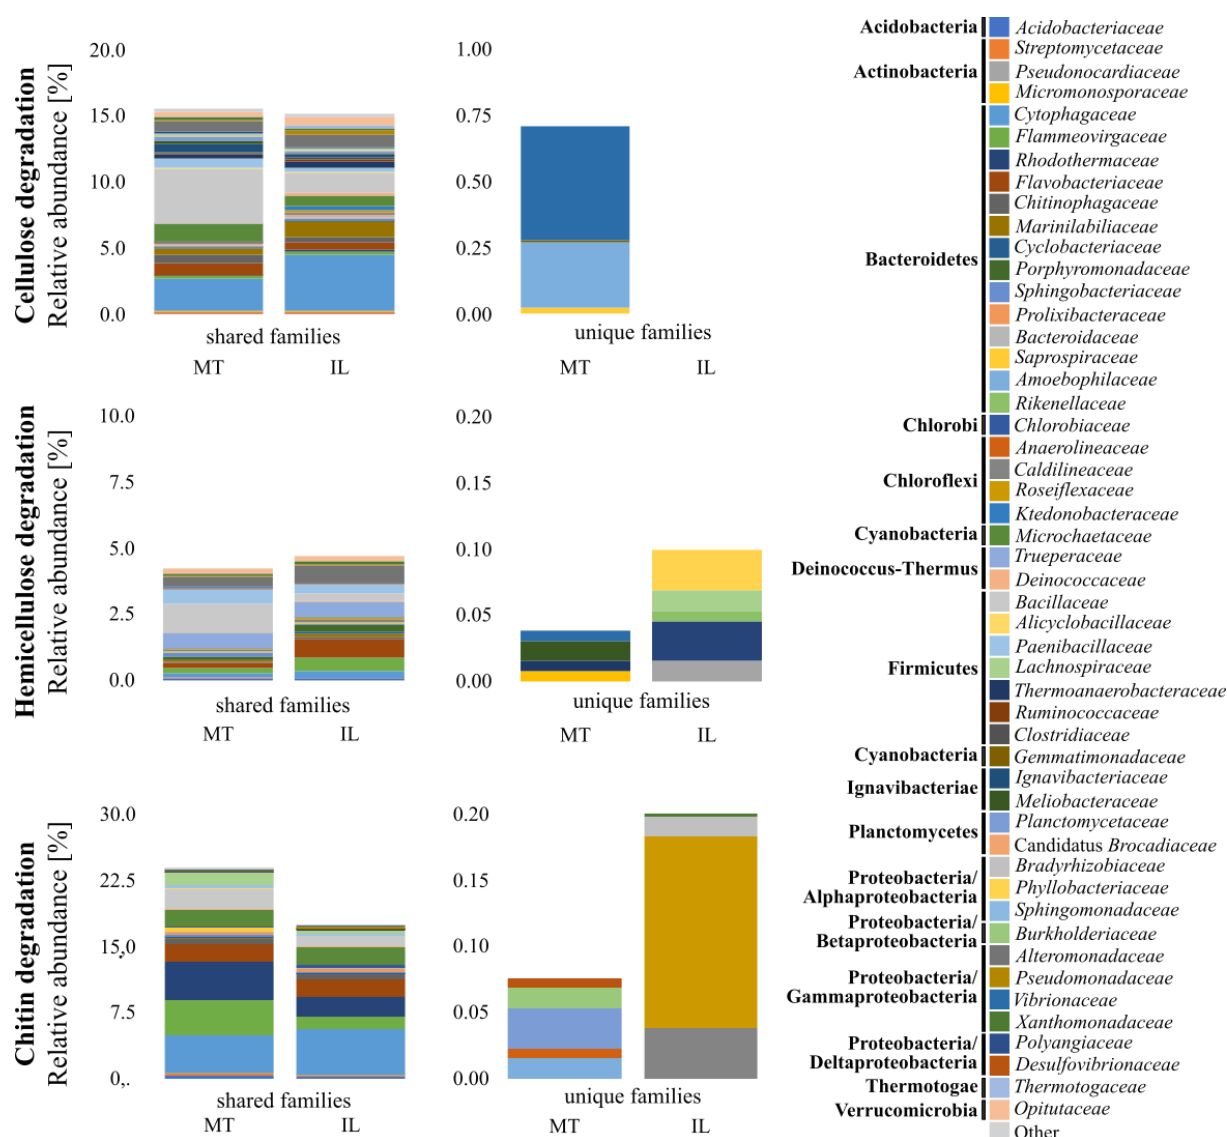 Cellulose degradation
Relative abundance [%]
20.0
15.0
10.0
5.0
0.0
shared families
MT IL
1.00
0.75
0.50
0.25
0.00
unique families
MT IL
Hemicellulose degradation
Relative abundance [%]
10.0
7.5
5.0
2.5
0.0
shared families
MT IL
0.20
0.15
0.10
0.05
0.00
unique families
MT IL
Chitin degradation
Relative abundance [%]
30.0
22.5
15.0
7.5
0,.
shared families
MT IL
0.20
0.15
0.10
0.05
0.00
unique families
MT IL
Acidobacteria
Acidobacteriaceae
Actinobacteria
Streptomycetaceae
Pseudonocardiaceae
Micromonosporaceae
Bacteroidetes
Cytophagaceae
Flammeovirgaceae
Rhodothermaceae
Flavobacteriaceae
Chitinophagaceae
Marinilabiliaceae
Cyclobacteriaceae
Porphyromonadaceae
Sphingobacteriaceae
Prolixibacteraceae
Bacteroidaceae
Saprospiraceae
Amoebophilaceae
Rikenellaceae
Chlorobi
Chlorobiaceae
Chloroflexi
Anaerolineaceae
Caldilineaceae
Roseiflexaceae
Ktedonobacteraceae
Cyanobacteria
Microchaetaceae
Deinococcus-Thermus
Trueperaceae
Deinococcaceae
Firmicutes
Bacillaceae
Alicyclobacillaceae
Paenibacillaceae
Lachnospiraceae
Thermoanaerobacteraceae
Ruminococcaceae
Clostridiaceae
Cyanobacteria
Gemmatimonadaceae
Ignavibacteriae
Ignavibacteriaceae
Meliobacteraceae
Planctomycetes
Planctomycetaceae
Candidatus Brocadiaceae
Proteobacteria/
Alphaproteobacteria
Bradyrhizobiaceae
Phyllobacteriaceae
Sphingomonadaceae
Proteobacteria/
Betaproteobacteria
Burkholderiaceae
Proteobacteria/
Gammaproteobacteria
Alteromonadaceae
Pseudomonadaceae
Vibrionaceae
Xanthomonadaceae
Proteobacteria/
Deltaproteobacteria
Polyangiaceae
Desulfovibrionaceae
Thermotogae
Thermotogaceae
Verrucomicrobia
Opitutaceae
Other